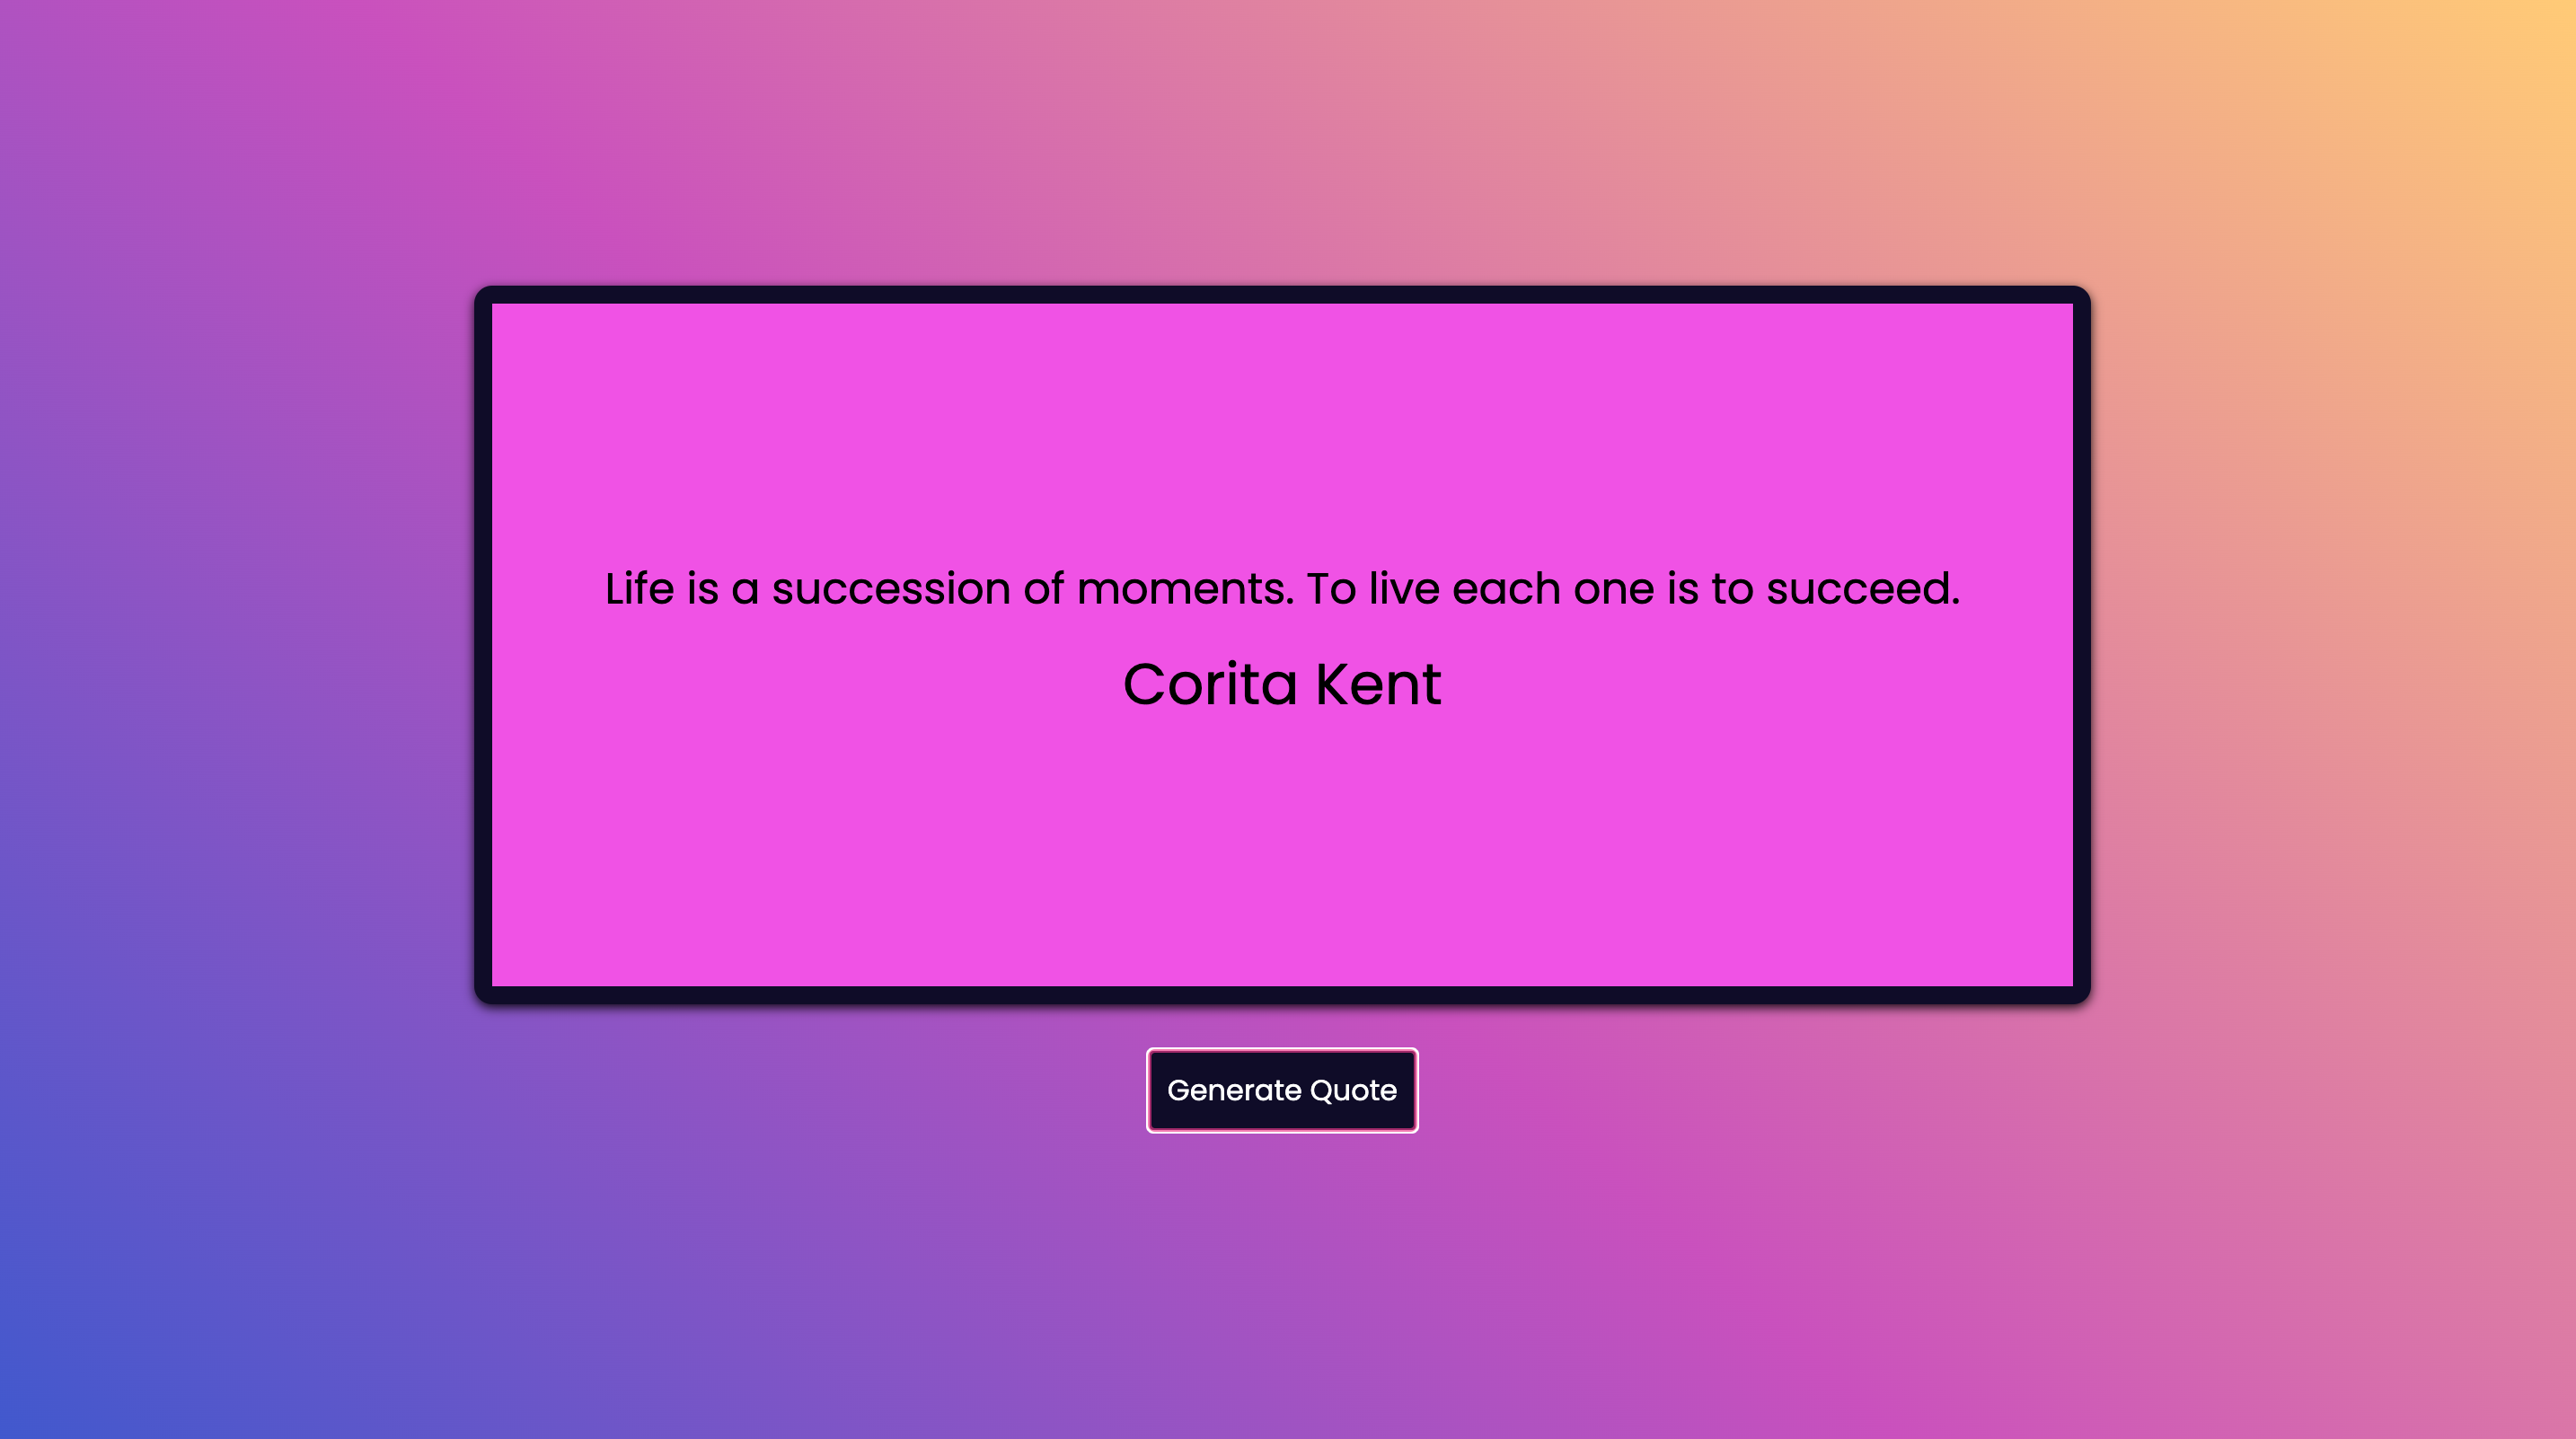 Life is a succession of moments. To live each one is to succeed.
Corita Kent
Generate Quote